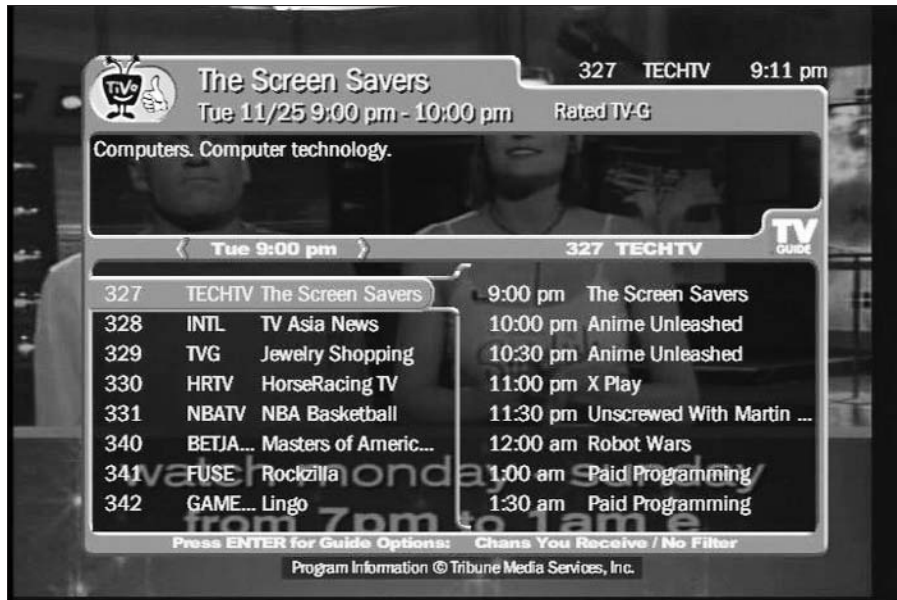 TiVo
The Screen Savers
327 TECHTV 9:11 pm
Tue 11/25 9:00 pm - 10:00 pm Rated TV-G
Computers. Computer technology.
TV
GUIDE
Tue 9:00 pm 327 TECHTV
327 TECHTV The Screen Savers
328 INTL TV Asia News
329 TVG Jewelry Shopping
330 HRTV HorseRacing TV
331 NBATV NBA Basketball
340 BETJA... Masters of Americ...
341 FUSE Rockzilla
342 GAME... Lingo
9:00 pm The Screen Savers
10:00 pm Anime Unleashed
10:30 pm Anime Unleashed
11:00 pm X Play
11:30 pm Unscrewed With Martin ...
12:00 am Robot Wars
1:00 am Paid Programming
1:30 am Paid Programming
watch monday - sunday
from 7pm to 1am e
Press ENTER for Guide Options: Chans You Receive / No Filter
Program Information © Tribune Media Services, Inc.